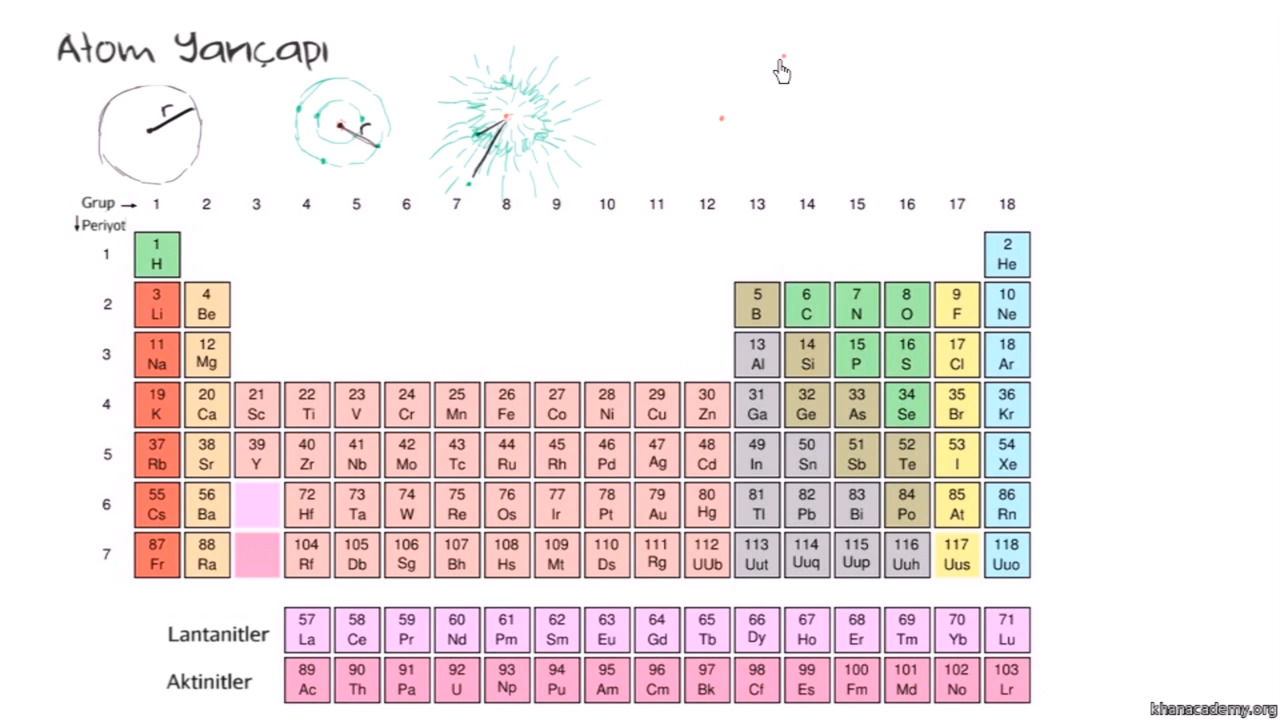 Atom Yarıçapı
r
r
Grup → 1 2 3 4 5 6 7 8 9 10 11 12 13 14 15 16 17 18
↓Periyot
1 2
1 H He
3 4 5 6 7 8 9 10
2 Li Be B C N O F Ne
11 12 13 14 15 16 17 18
3 Na Mg Al Si P S Cl Ar
19 20 21 22 23 24 25 26 27 28 29 30 31 32 33 34 35 36
4 K Ca Sc Ti V Cr Mn Fe Co Ni Cu Zn Ga Ge As Se Br Kr
37 38 39 40 41 42 43 44 45 46 47 48 49 50 51 52 53 54
5 Rb Sr Y Zr Nb Mo Tc Ru Rh Pd Ag Cd In Sn Sb Te I Xe
55 56 72 73 74 75 76 77 78 79 80 81 82 83 84 85 86
6 Cs Ba Hf Ta W Re Os Ir Pt Au Hg Tl Pb Bi Po At Rn
87 88 104 105 106 107 108 109 110 111 112 113 114 115 116 117 118
7 Fr Ra Rf Db Sg Bh Hs Mt Ds Rg UUb Uut Uuq Uup Uuh Uus Uuo
57 58 59 60 61 62 63 64 65 66 67 68 69 70 71
Lantanitler La Ce Pr Nd Pm Sm Eu Gd Tb Dy Ho Er Tm Yb Lu
89 90 91 92 93 94 95 96 97 98 99 100 101 102 103
Aktinitler Ac Th Pa U Np Pu Am Cm Bk Cf Es Fm Md No Lr
khanacademy.org